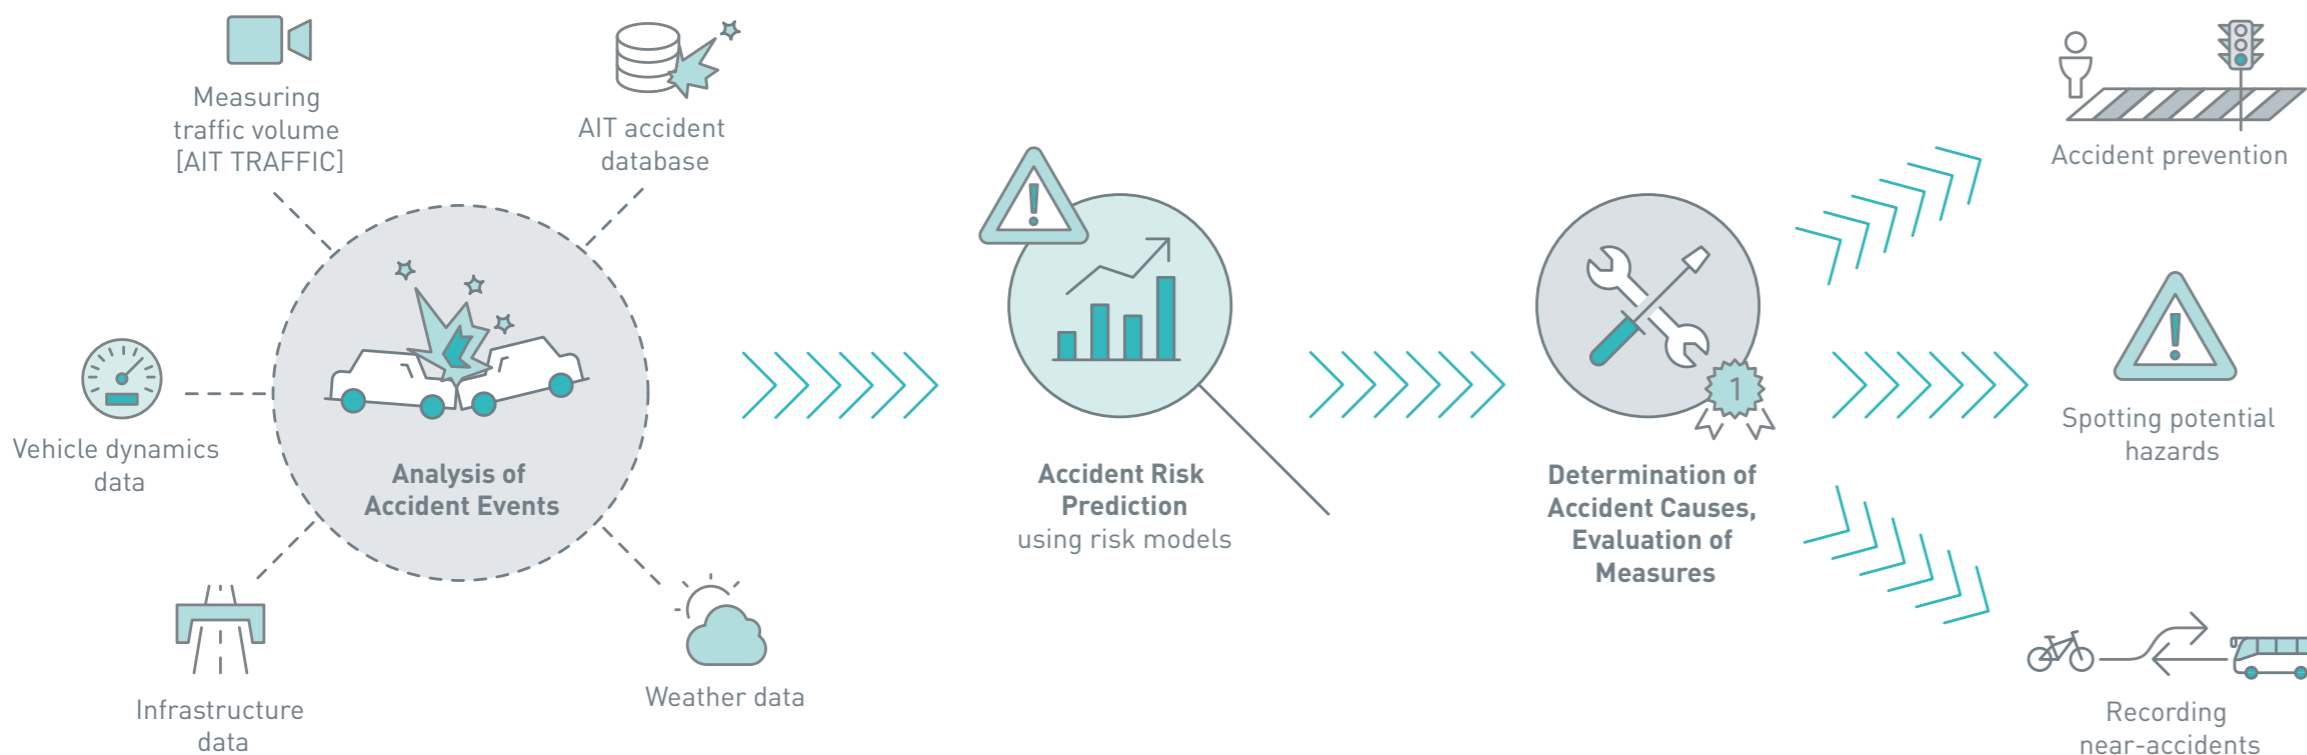 Measuring
traffic volume
[AIT TRAFFIC]
AIT accident
database
Vehicle dynamics
data
Analysis of
Accident Events
Infrastructure
data
Weather data
Accident Risk
Prediction
using risk models
1
Determination of
Accident Causes,
Evaluation of
Measures
Accident prevention
Spotting potential
hazards
Recording
near-accidents